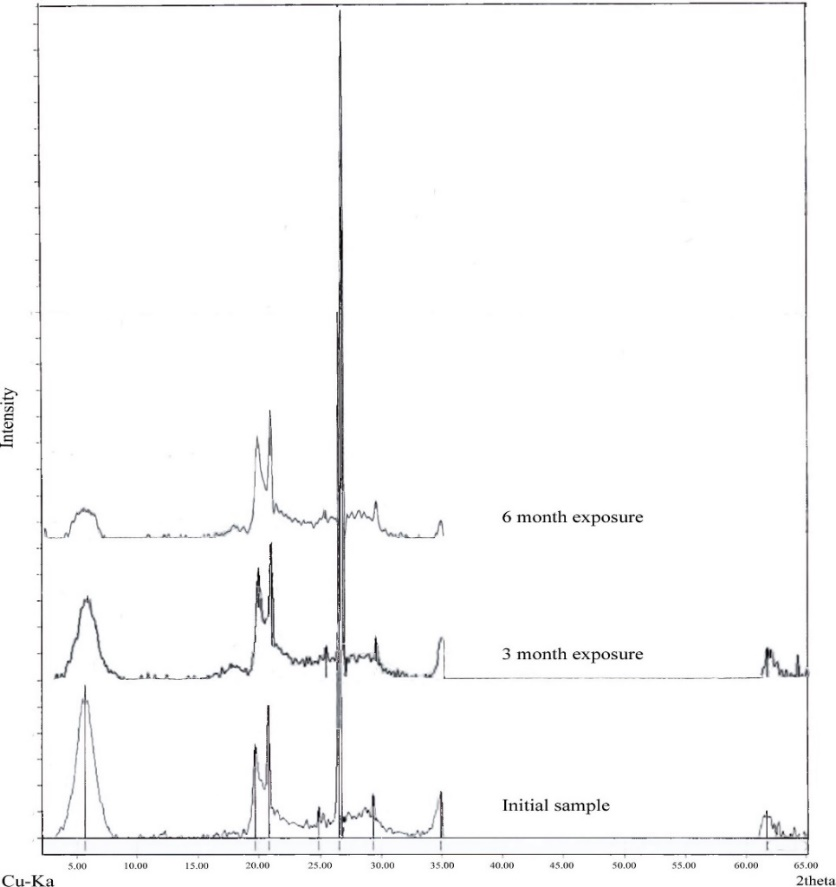 Intensity
6 month exposure
3 month exposure
Initial sample
5.00 10.00 15.00 20.00 25.00 30.00 35.00 40.00 45.00 50.00 55.00 60.00 65.00
Cu-Ka 2theta